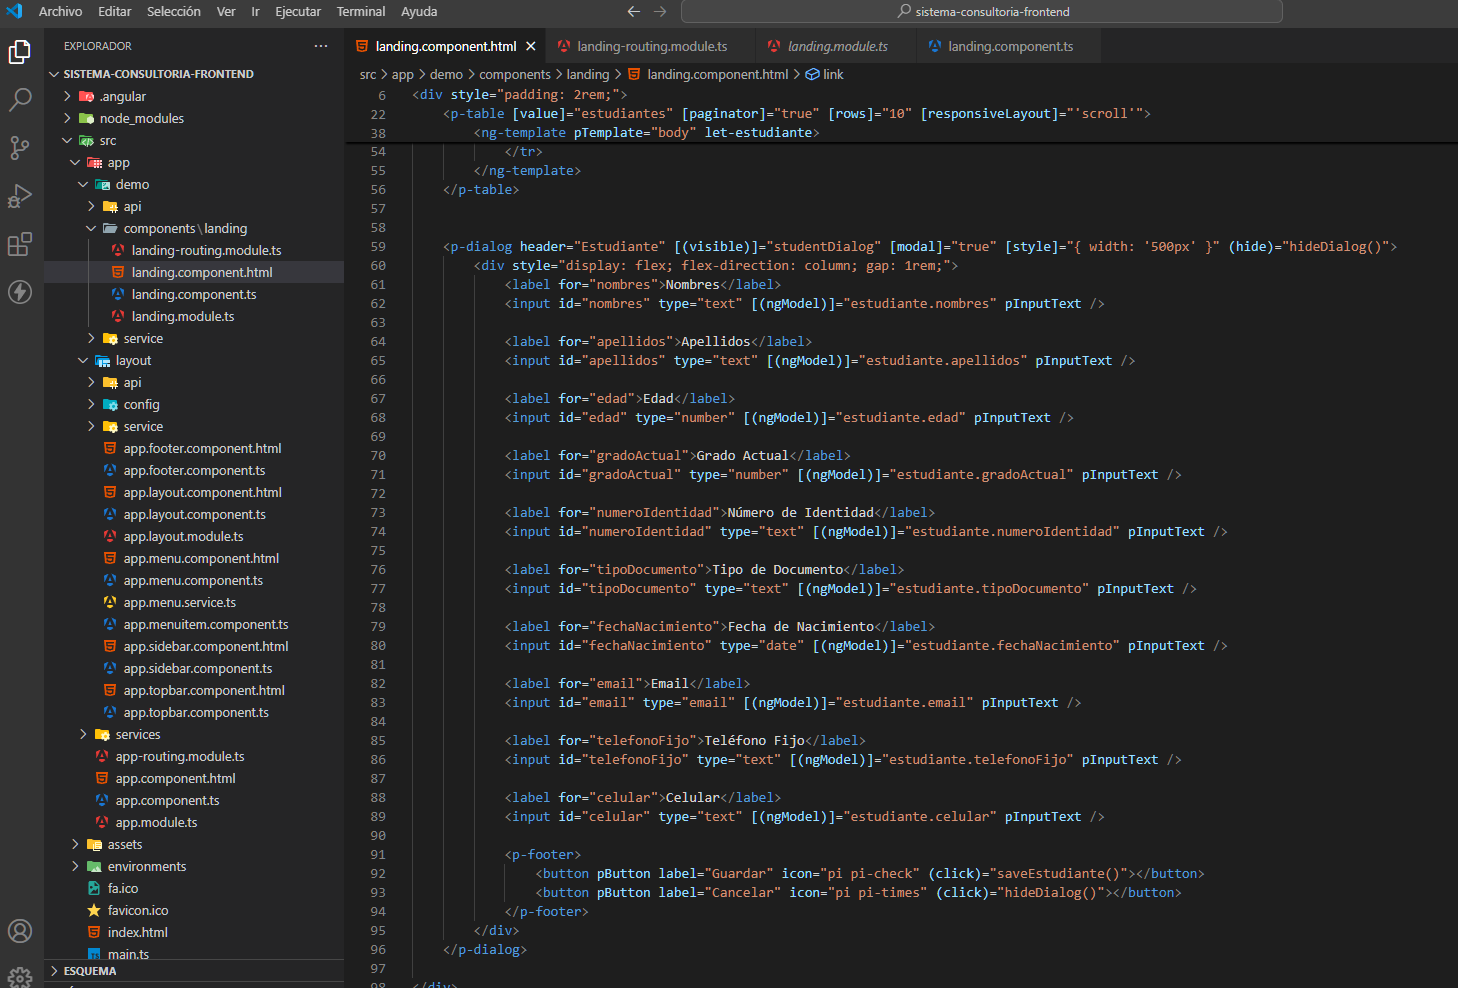 Archivo Editar Selección Ver Ir Ejecutar Terminal Ayuda
sistema-consultoria-frontend
EXPLORADOR
SISTEMA-CONSULTORIA-FRONTEND
.angular
node_modules
src
app
demo
api
components\landing
landing-routing.module.ts
landing.component.html
landing.component.ts
landing.module.ts
service
layout
api
config
service
app.footer.component.html
app.footer.component.ts
app.layout.component.html
app.layout.component.ts
app.layout.module.ts
app.menu.component.html
app.menu.component.ts
app.menu.service.ts
app.menuitem.component.ts
app.sidebar.component.html
app.sidebar.component.ts
app.topbar.component.html
app.topbar.component.ts
services
app-routing.module.ts
app.component.html
app.component.ts
app.module.ts
assets
environments
fa.ico
favicon.ico
index.html
main.ts
ESQUEMA
landing.component.html landing-routing.module.ts landing.module.ts landing.component.ts
src > app > demo > components > landing > landing.component.html > link
6 <div style="padding: 2rem;">
22 <p-table [value]="estudiantes" [paginator]="true" [rows]="10" [responsiveLayout]="'scroll'">
38 <ng-template pTemplate="body" let-estudiante>
54 </tr>
55 </ng-template>
56 </p-table>
57
58
59 <p-dialog header="Estudiante" [(visible)]="studentDialog" [modal]="true" [style]="{ width: '500px' }" (hide)="hideDialog()">
60 <div style="display: flex; flex-direction: column; gap: 1rem;">
61 <label for="nombres">Nombres</label>
62 <input id="nombres" type="text" [(ngModel)]="estudiante.nombres" pInputText />
63
64 <label for="apellidos">Apellidos</label>
65 <input id="apellidos" type="text" [(ngModel)]="estudiante.apellidos" pInputText />
66
67 <label for="edad">Edad</label>
68 <input id="edad" type="number" [(ngModel)]="estudiante.edad" pInputText />
69
70 <label for="gradoActual">Grado Actual</label>
71 <input id="gradoActual" type="number" [(ngModel)]="estudiante.gradoActual" pInputText />
72
73 <label for="numeroIdentidad">Número de Identidad</label>
74 <input id="numeroIdentidad" type="text" [(ngModel)]="estudiante.numeroIdentidad" pInputText />
75
76 <label for="tipoDocumento">Tipo de Documento</label>
77 <input id="tipoDocumento" type="text" [(ngModel)]="estudiante.tipoDocumento" pInputText />
78
79 <label for="fechaNacimiento">Fecha de Nacimiento</label>
80 <input id="fechaNacimiento" type="date" [(ngModel)]="estudiante.fechaNacimiento" pInputText />
81
82 <label for="email">Email</label>
83 <input id="email" type="email" [(ngModel)]="estudiante.email" pInputText />
84
85 <label for="telefonoFijo">Teléfono Fijo</label>
86 <input id="telefonoFijo" type="text" [(ngModel)]="estudiante.telefonoFijo" pInputText />
87
88 <label for="celular">Celular</label>
89 <input id="celular" type="text" [(ngModel)]="estudiante.celular" pInputText />
90
91 <p-footer>
92 <button pButton label="Guardar" icon="pi pi-check" (click)="saveEstudiante()"></button>
93 <button pButton label="Cancelar" icon="pi pi-times" (click)="hideDialog()"></button>
94 </p-footer>
95 </div>
96 </p-dialog>
97
98 </div>